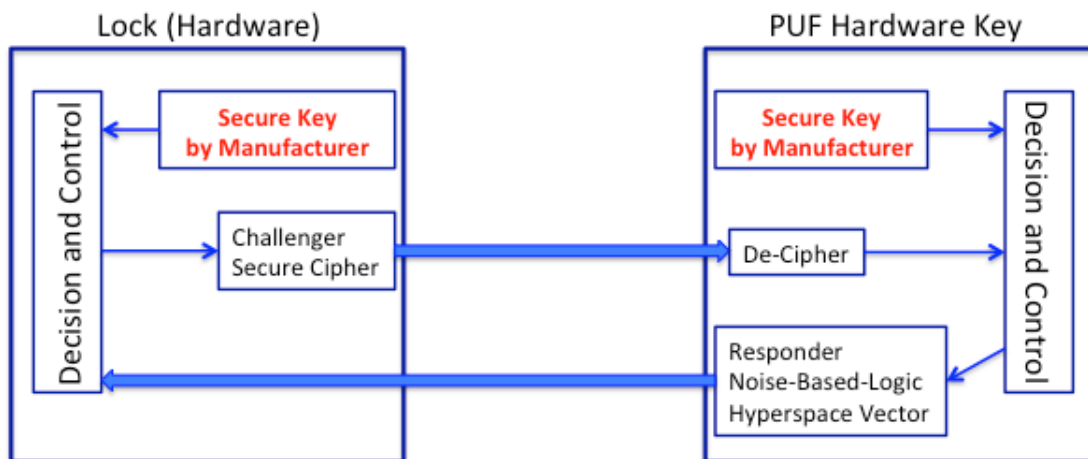 Lock (Hardware)
Decision and Control
Secure Key
by Manufacturer
Challenger
Secure Cipher
PUF Hardware Key
Secure Key
by Manufacturer
De-Cipher
Responder
Noise-Based-Logic
Hyperspace Vector
Decision and Control